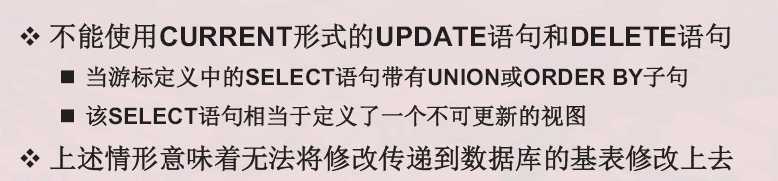 ❖ 不能使用CURRENT形式的UPDATE语句和DELETE语句
■ 当游标定义中的SELECT语句带有UNION或ORDER BY子句
■ 该SELECT语句相当于定义了一个不可更新的视图
❖ 上述情形意味着无法将修改传递到数据库的基表修改上去